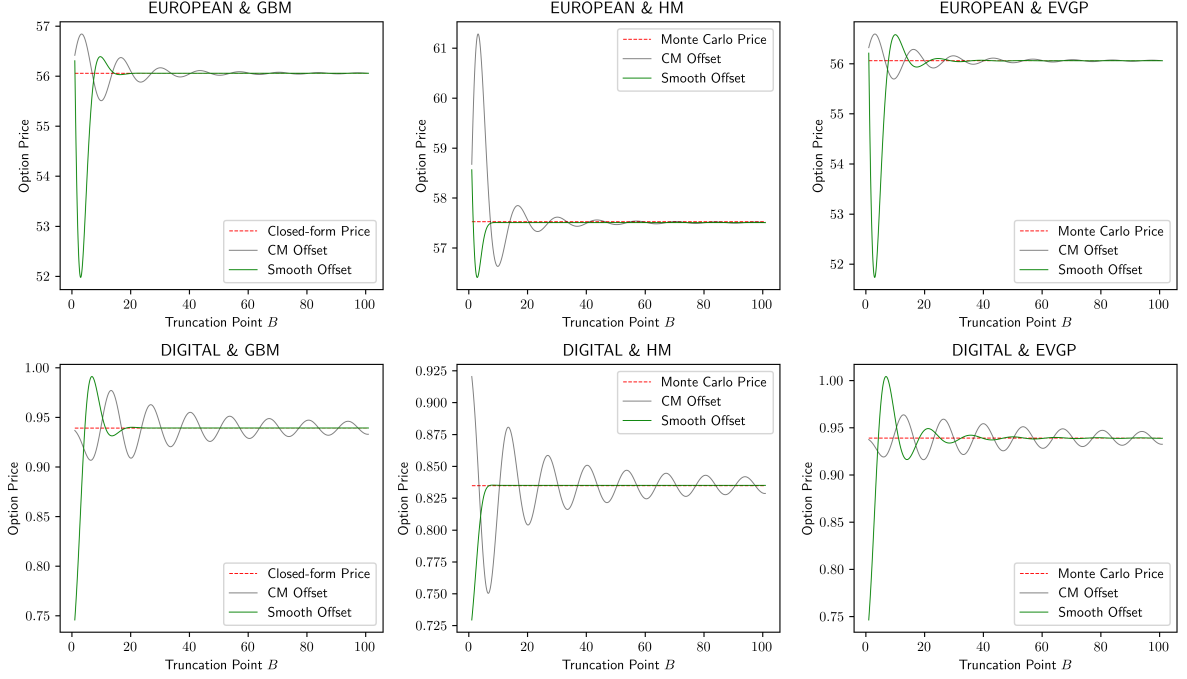 EUROPEAN & GBM
57
56
55
54
53
52
Option Price
Closed-form Price
CM Offset
Smooth Offset
0 20 40 60 80 100
Truncation Point B
EUROPEAN & HM
61
60
59
58
57
Option Price
Monte Carlo Price
CM Offset
Smooth Offset
0 20 40 60 80 100
Truncation Point B
EUROPEAN & EVGP
56
55
54
53
52
Option Price
Monte Carlo Price
CM Offset
Smooth Offset
0 20 40 60 80 100
Truncation Point B
DIGITAL & GBM
1.00
0.95
0.90
0.85
0.80
0.75
Option Price
Closed-form Price
CM Offset
Smooth Offset
0 20 40 60 80 100
Truncation Point B
DIGITAL & HM
0.925
0.900
0.875
0.850
0.825
0.800
0.775
0.750
0.725
Option Price
Monte Carlo Price
CM Offset
Smooth Offset
0 20 40 60 80 100
Truncation Point B
DIGITAL & EVGP
1.00
0.95
0.90
0.85
0.80
0.75
Option Price
Monte Carlo Price
CM Offset
Smooth Offset
0 20 40 60 80 100
Truncation Point B